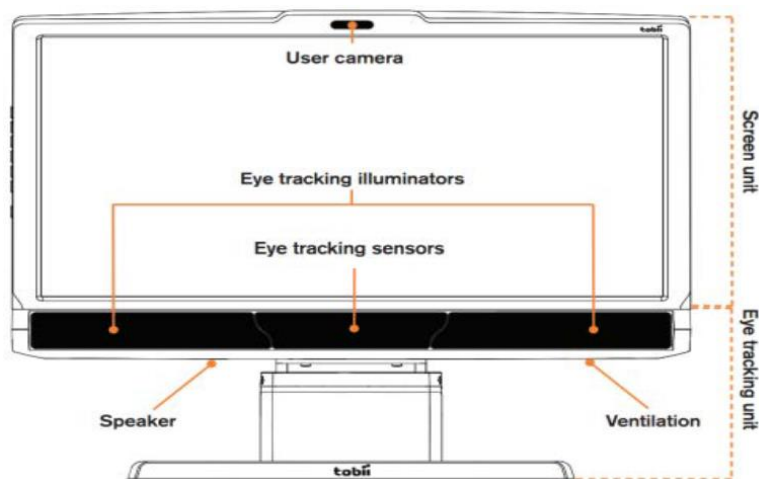 tobii
User camera
Screen unit
Eye tracking illuminators
Eye tracking sensors
Eye tracking unit
Speaker
Ventilation
tobii